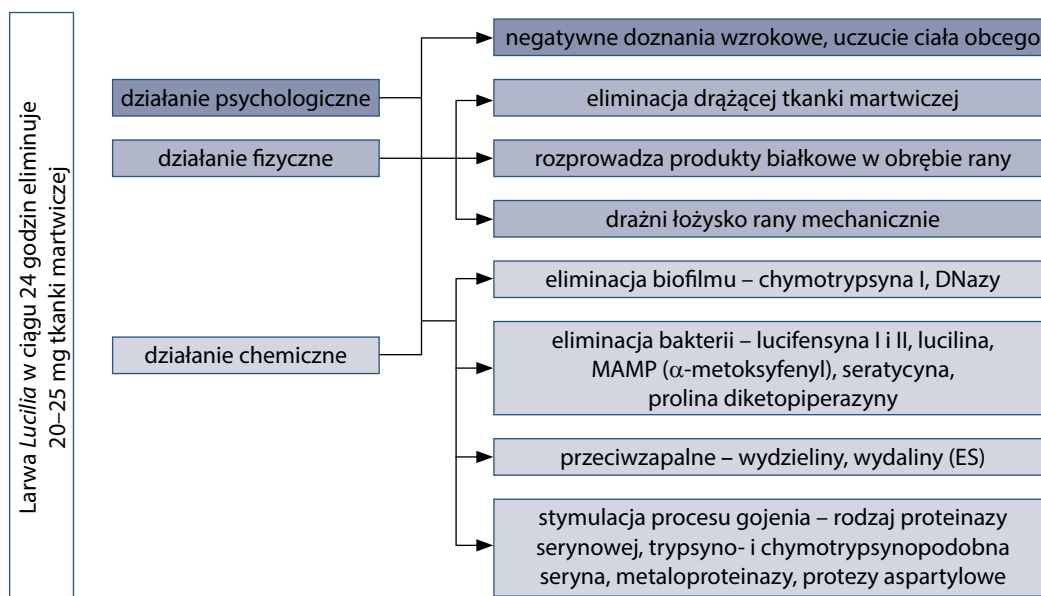 Larwa Lucilia w ciągu 24 godzin eliminuje
20–25 mg tkanki martwiczej
działanie psychologiczne
negatywne doznania wzrokowe, uczucie ciała obcego
działanie fizyczne
eliminacja drążącej tkanki martwiczej
rozprowadza produkty białkowe w obrębie rany
drażni łożysko rany mechanicznie
działanie chemiczne
eliminacja biofilmu – chymotrypsyna I, DNazy
eliminacja bakterii – lucifensyna I i II, lucilina,
MAMP (α-metoksyfenyl), seratycyna,
prolina diketopiperazyny
przeciwzapalne – wydzieliny, wydaliny (ES)
stymulacja procesu gojenia – rodzaj proteinazy
serynowej, trypsyno- i chymotrypsynopodobna
seryna, metaloproteinazy, protezy aspartylowe